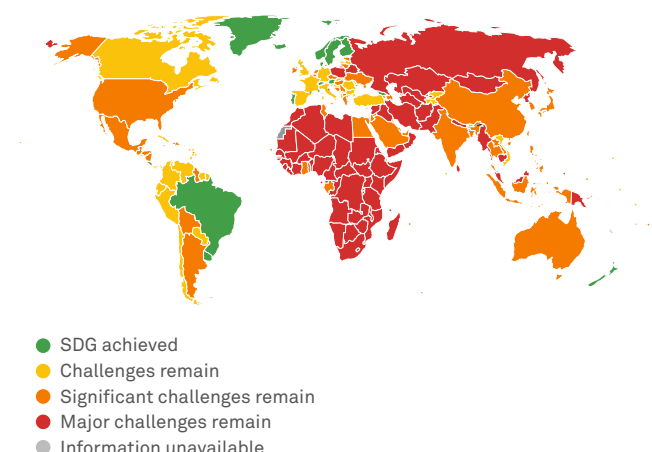 SDG achieved
Challenges remain
Significant challenges remain
Major challenges remain
Information unavailable